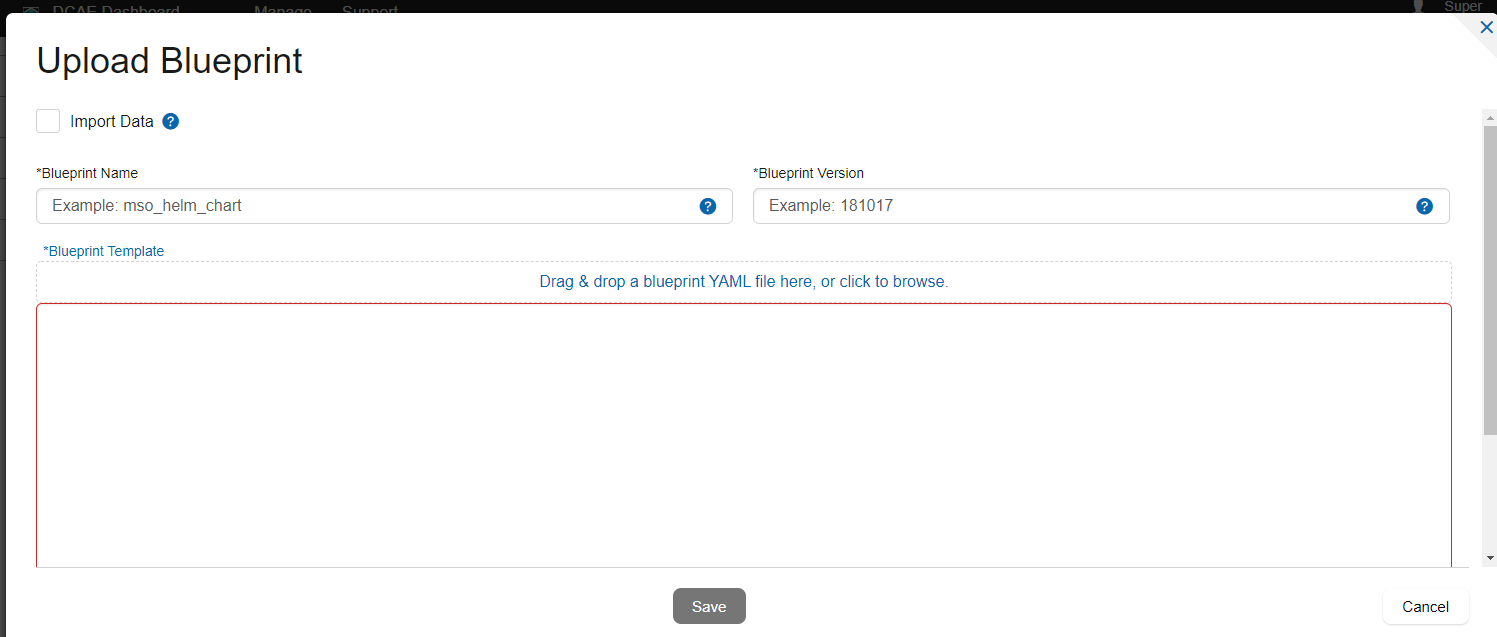 DCAE Dashboard Manage Support Super
Upload Blueprint
Import Data ?
*Blueprint Name *Blueprint Version
Example: mso_helm_chart ? Example: 181017 ?
*Blueprint Template
Drag & drop a blueprint YAML file here, or click to browse.
Save Cancel